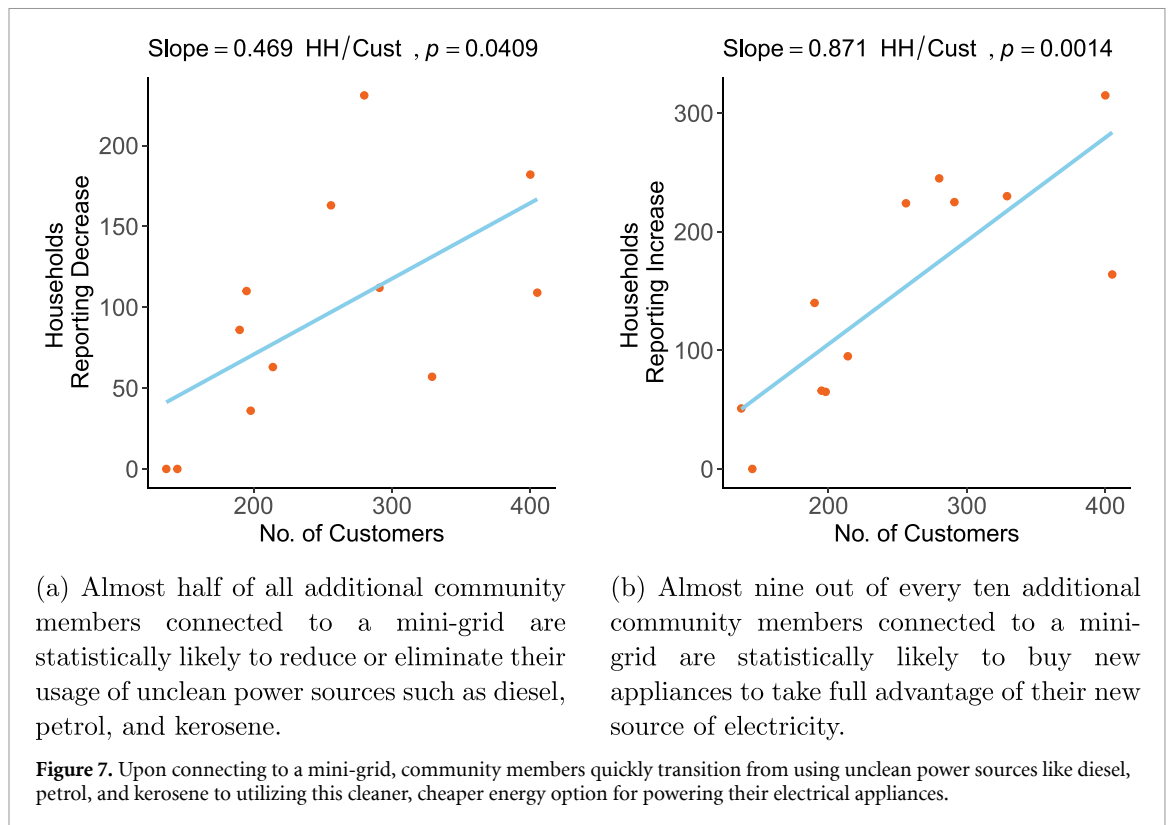 Slope = 0.469 HH/Cust , p = 0.0409
Households
Reporting Decrease
200
150
100
50
0
200 300 400
No. of Customers
(a) Almost half of all additional community
members connected to a mini-grid are
statistically likely to reduce or eliminate their
usage of unclean power sources such as diesel,
petrol, and kerosene.
Slope = 0.871 HH/Cust , p = 0.0014
Households
Reporting Increase
300
200
100
0
200 300 400
No. of Customers
(b) Almost nine out of every ten additional
community members connected to a mini-
grid are statistically likely to buy new
appliances to take full advantage of their new
source of electricity.
Figure 7. Upon connecting to a mini-grid, community members quickly transition from using unclean power sources like diesel,
petrol, and kerosene to utilizing this cleaner, cheaper energy option for powering their electrical appliances.